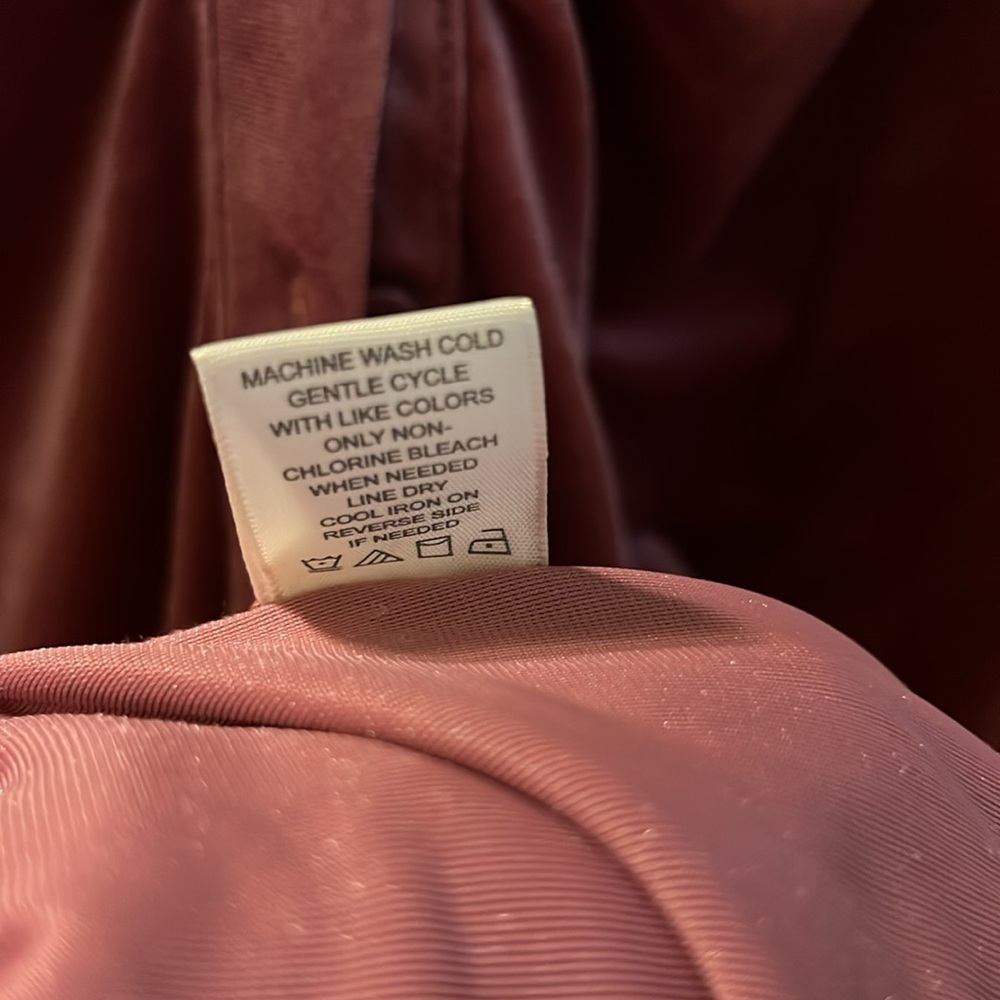 MACHINE WASH COLD
GENTLE CYCLE
WITH LIKE COLORS
ONLY NON-
CHLORINE BLEACH
WHEN NEEDED
LINE DRY
COOL IRON ON
REVERSE SIDE
IF NEEDED